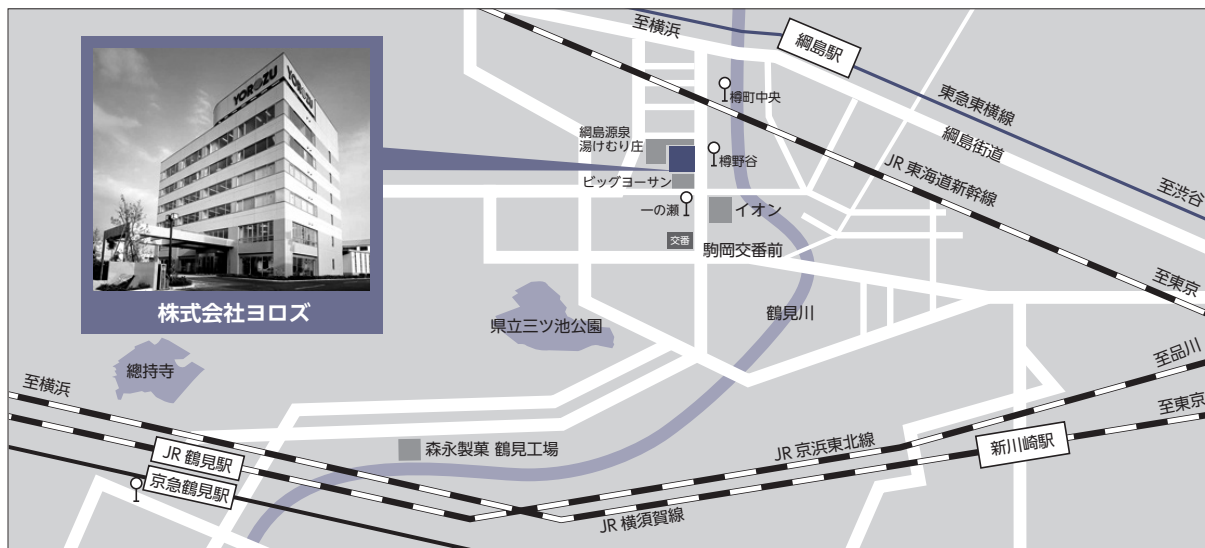 YOROZU
YOROZU
株式会社ヨロズ
至横浜
綱島駅
東急東横線
綱島街道
至渋谷
樽町中央
綱島源泉
湯けむり庄
樽野谷
JR 東海道新幹線
ビッグヨーサン
一の瀬
イオン
交番
駒岡交番前
至東京
県立三ツ池公園
鶴見川
總持寺
至横浜
至品川
至東京
JR 鶴見駅
京急鶴見駅
森永製菓 鶴見工場
JR 京浜東北線
新川崎駅
JR 横須賀線